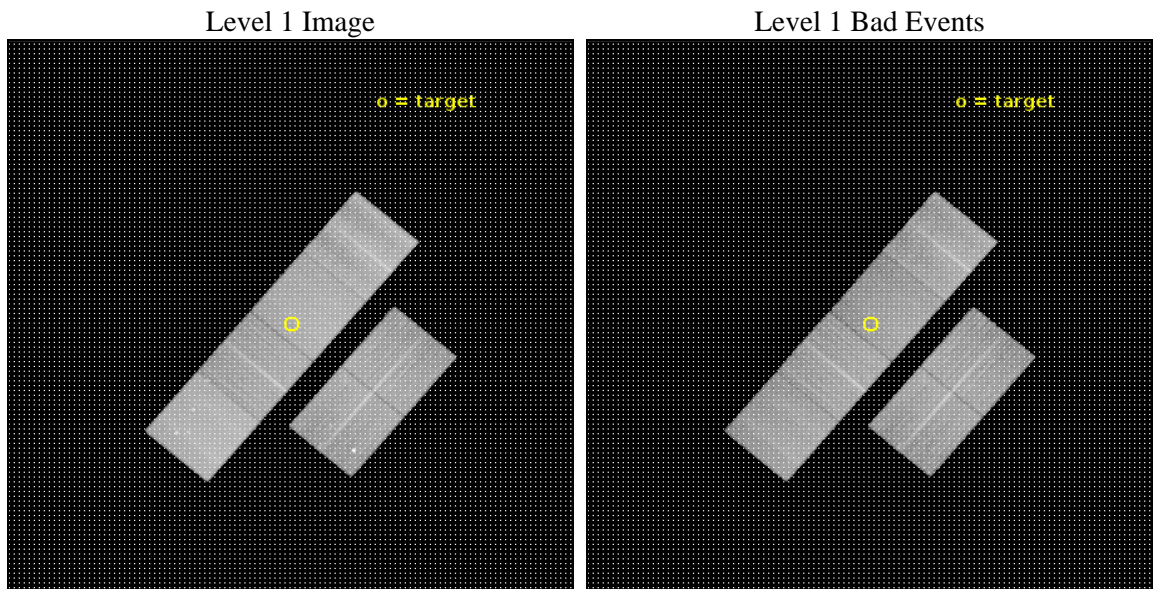 Level 1 Image
Level 1 Bad Events
o = target
o = target